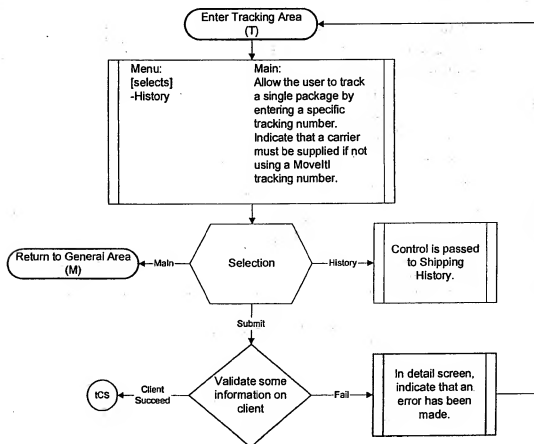 Enter Tracking Area
(T)
Menu:
[selects]
-History
Main:
Allow the user to track
a single package by
entering a specific
tracking number.
Indicate that a carrier
must be supplied if not
using a MoveItI
tracking number.
Return to General Area
(M)
Main
Selection
History
Control is passed
to Shipping
History.
Submit
tCS
Client
Succeed
Validate some
information on
client
Fail
In detail screen,
indicate that an
error has been
made.